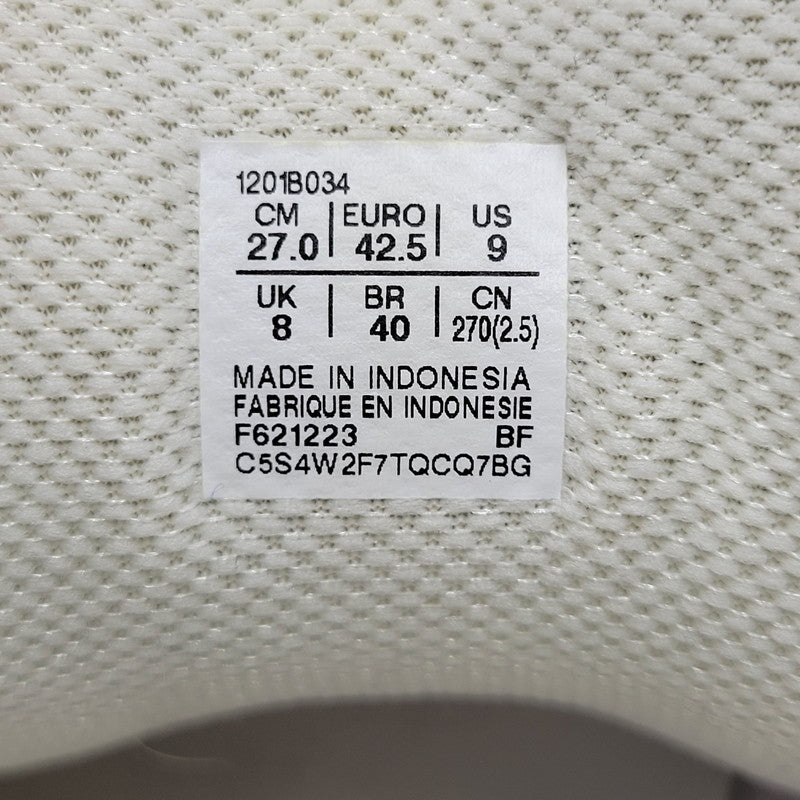 1201B034
CM | EURO | US
27.0 | 42.5 | 9
UK | BR | CN
8 | 40 | 270(2.5)
MADE IN INDONESIA
FABRIQUE EN INDONESIE
F621223 BF
C5S4W2F7TQCQ7BG